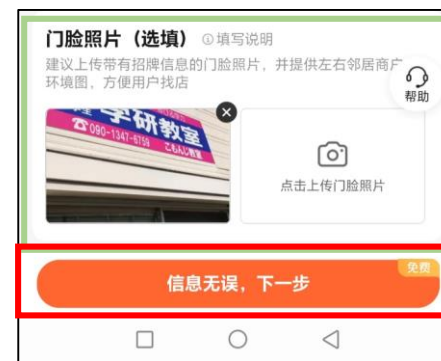 门脸照片（选填） 填写说明
建议上传带有招牌信息的门脸照片，并提供左右邻居商户
环境图，方便用户找店
帮助
学研教室
☎090-1347-6759
点击上传门脸照片
免费
信息无误，下一步